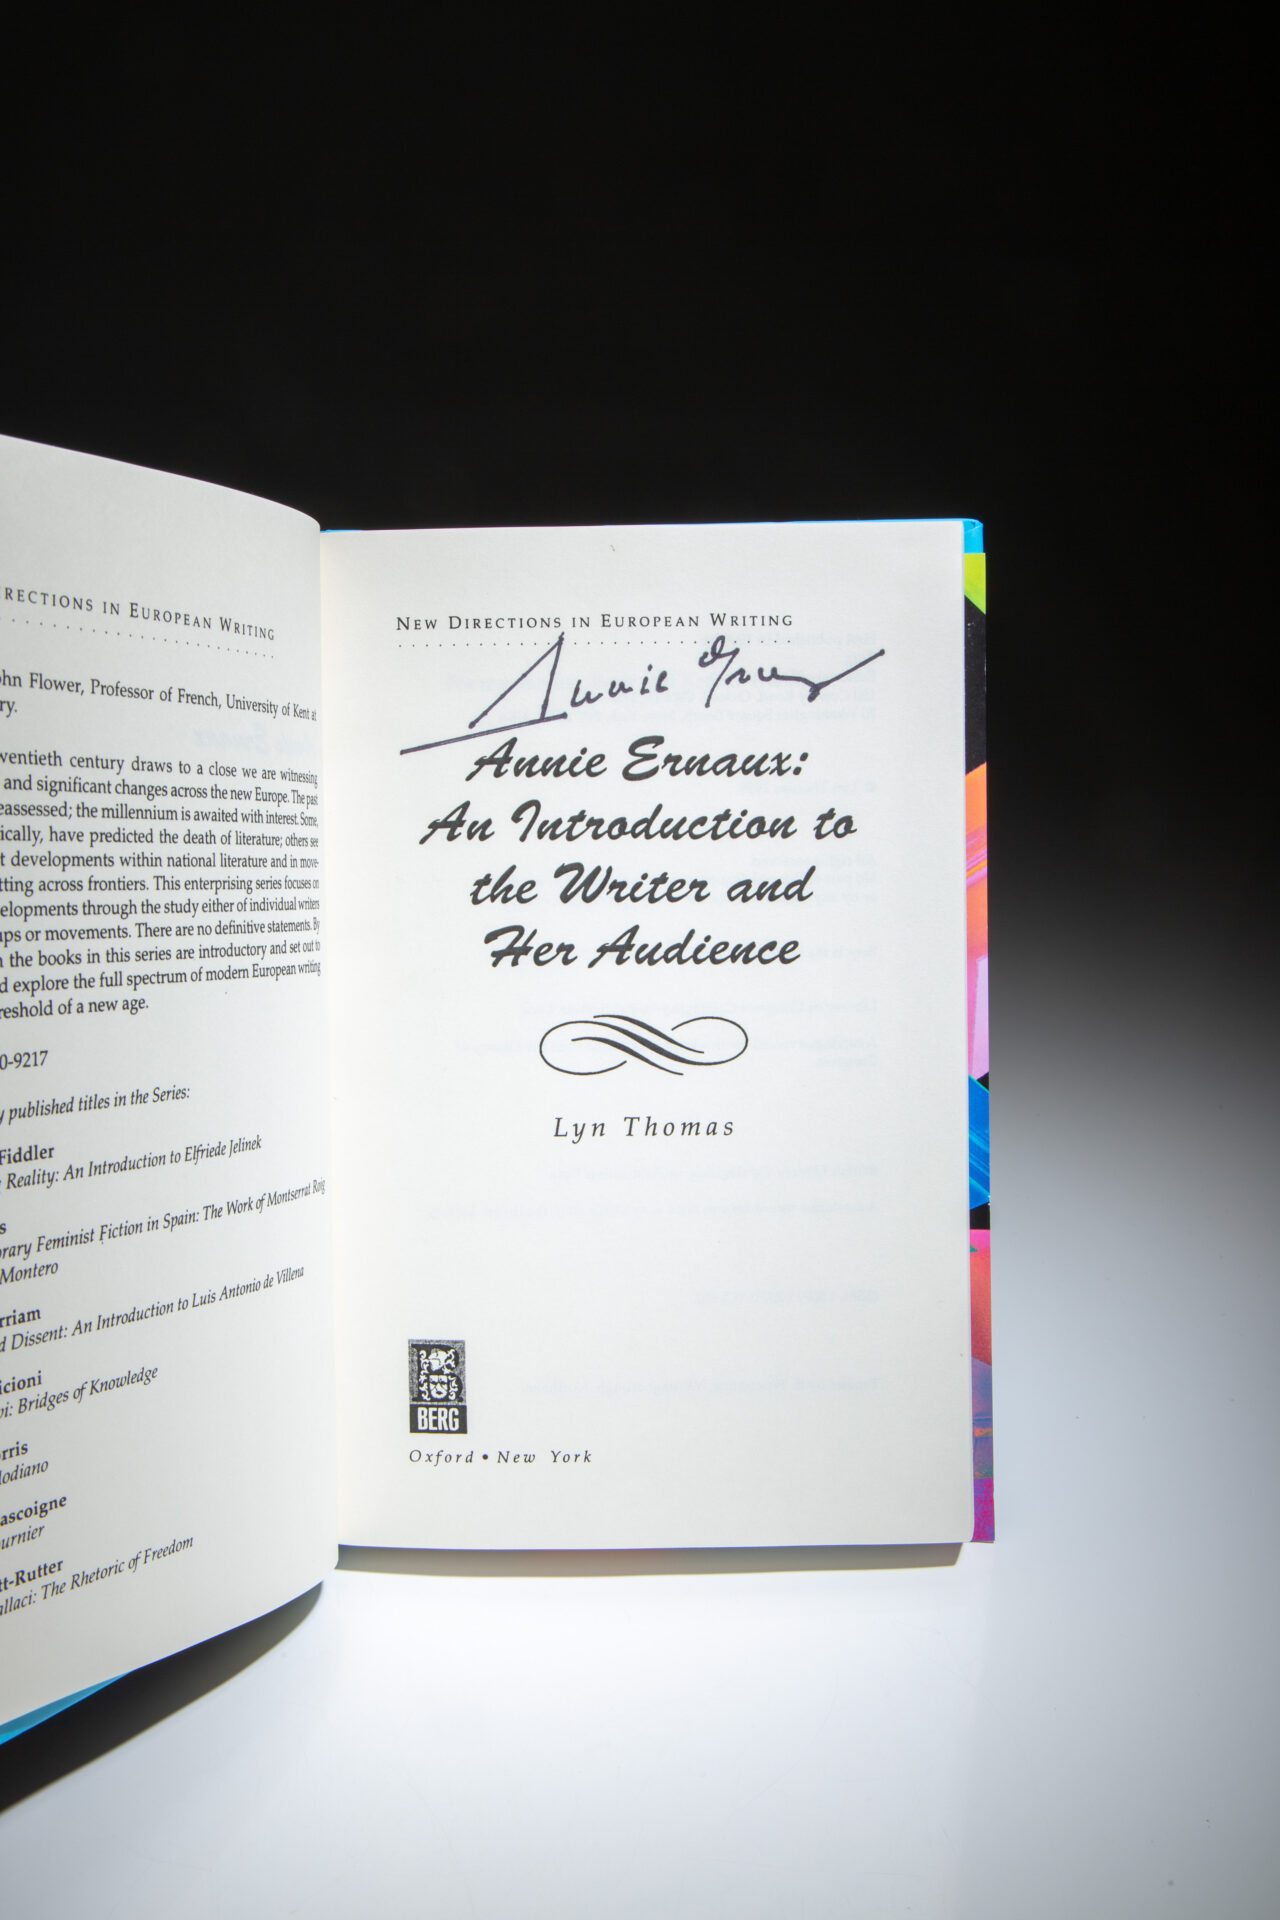 RECTIONS IN EUROPEAN WRITING
ohn Flower, Professor of French, University of Kent at
ry.
ventieth century draws to a close we are witnessing
and significant changes across the new Europe. The past
eassessed; the millennium is awaited with interest. Some,
ically, have predicted the death of literature; others see
t developments within national literature and in move-
tting across frontiers. This enterprising series focuses on
elopments through the study either of individual writers
ups or movements. There are no definitive statements. By
n the books in this series are introductory and set out to
d explore the full spectrum of modern European writing
reshold of a new age.
0-9217
y published titles in the Series:
Fiddler
Reality: An Introduction to Elfriede Jelinek
s
orary Feminist Fiction in Spain: The Work of Montserrat Roig
Montero
rriam
d Dissent: An Introduction to Luis Antonio de Villena
icioni
vi: Bridges of Knowledge
rris
Modiano
ascoigne
urnier
tt-Rutter
allaci: The Rhetoric of Freedom
NEW DIRECTIONS IN EUROPEAN WRITING
Annie Ernaux
Annie Ernaux:
An Introduction to
the Writer and
Her Audience
Lyn Thomas
BERG
Oxford • New York